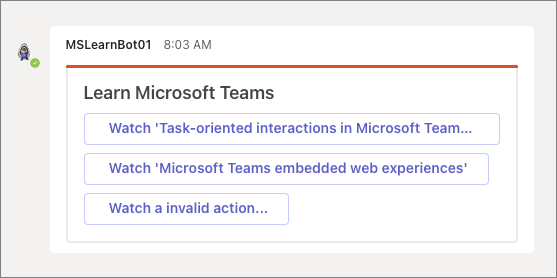 MSLearnBot01 8:03 AM
Learn Microsoft Teams
Watch 'Task-oriented interactions in Microsoft Team...
Watch 'Microsoft Teams embedded web experiences'
Watch a invalid action...